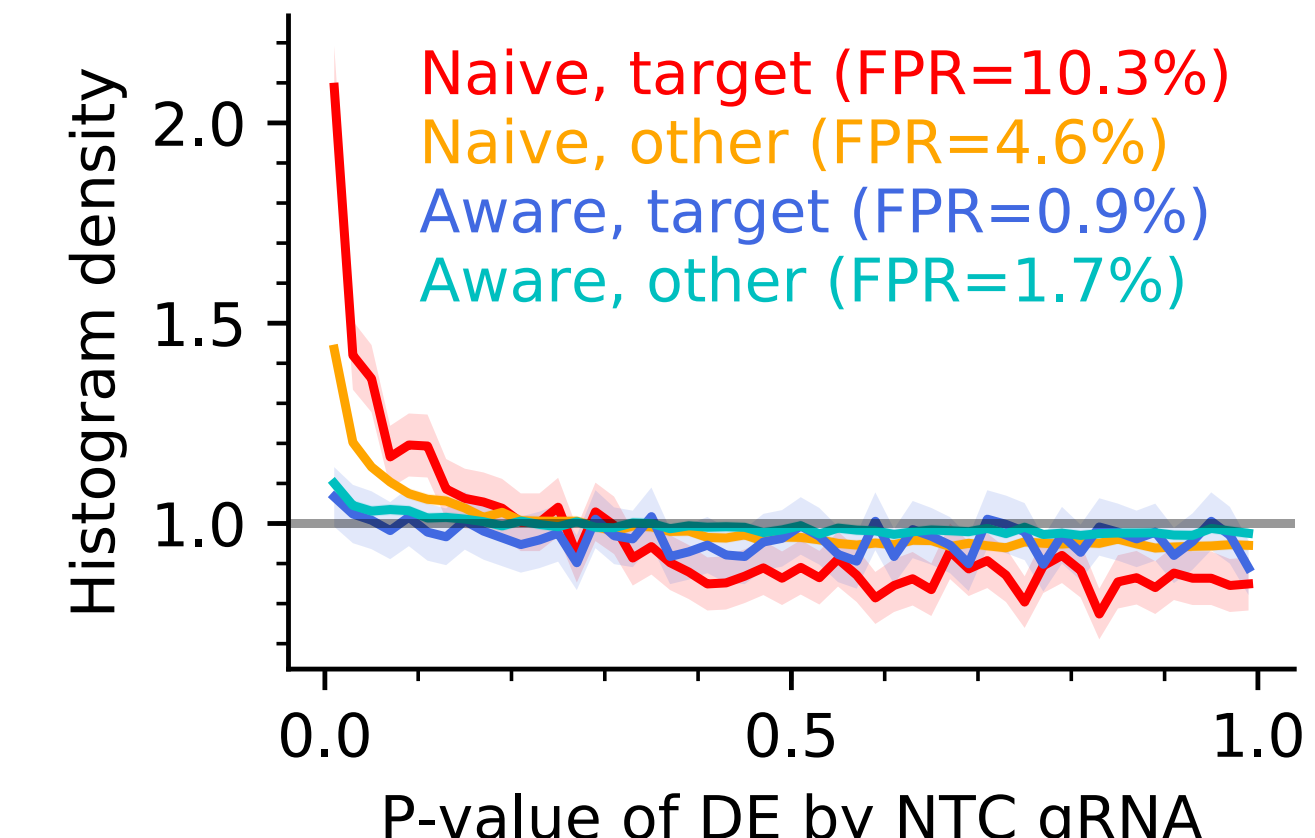 Histogram density
2.0
1.5
1.0
Naive, target (FPR=10.3%)
Naive, other (FPR=4.6%)
Aware, target (FPR=0.9%)
Aware, other (FPR=1.7%)
0.0 0.5 1.0
P-value of DE by NTC gRNA